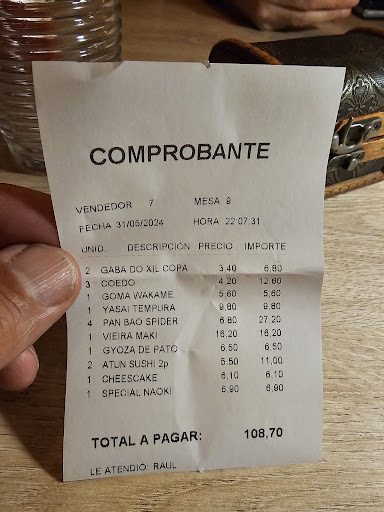 COMPROBANTE
VENDEDOR 7 MESA 9
FECHA 31/05/2024 HORA 22:07:31
UNID. DESCRIPCION PRECIO IMPORTE
2 GABA DO XIL COPA 3,40 6,80
3 COEDO 4,20 12,60
1 GOMA WAKAME 5,60 5,60
1 YASAI TEMPURA 9,80 9,80
4 PAN BAO SPIDER 6,80 27,20
1 VIEIRA MAKI 16,20 16,20
1 GYOZA DE PATO 6,50 6,50
2 ATUN SUSHI 2p 5,50 11,00
1 CHEESCAKE 6,10 6,10
1 SPECIAL NAOKI 6,90 6,90
TOTAL A PAGAR: 108,70
LE ATENDIÓ: RAUL